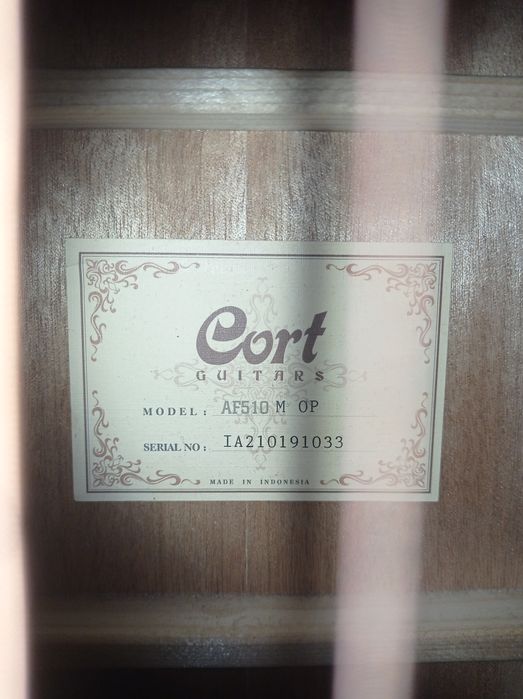 Cort
GUITARS
MODEL : AF510 M OP
SERIAL NO : IA210191033
MADE IN INDONESIA